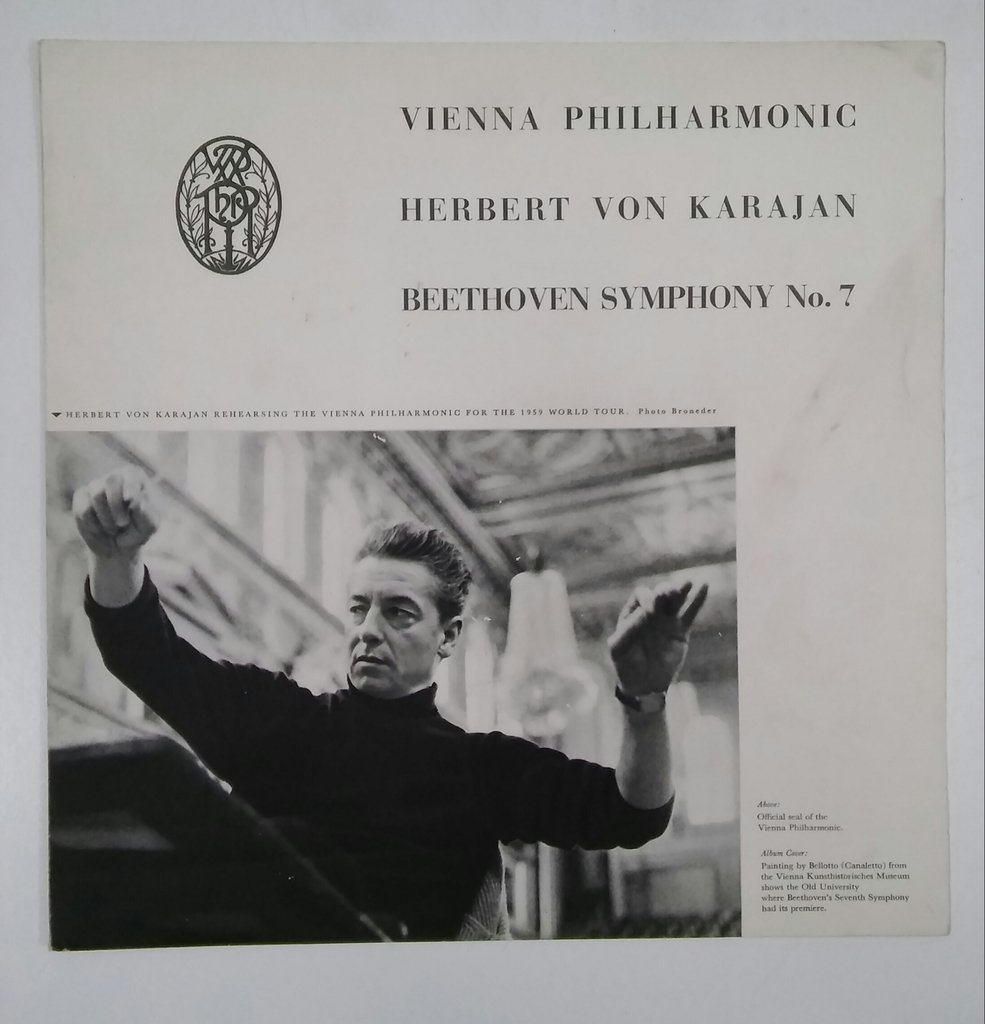 VIENNA PHILHARMONIC
HERBERT VON KARAJAN
BEETHOVEN SYMPHONY No. 7
HERBERT VON KARAJAN REHEARSING THE VIENNA PHILHARMONIC FOR THE 1959 WORLD TOUR. Photo Broneder
Above:
Official seal of the
Vienna Philharmonic.
Album Cover:
Painting by Bellotto (Canaletto) from
the Vienna Kunsthistorisches Museum
shows the Old University
where Beethoven's Seventh Symphony
had its premiere.